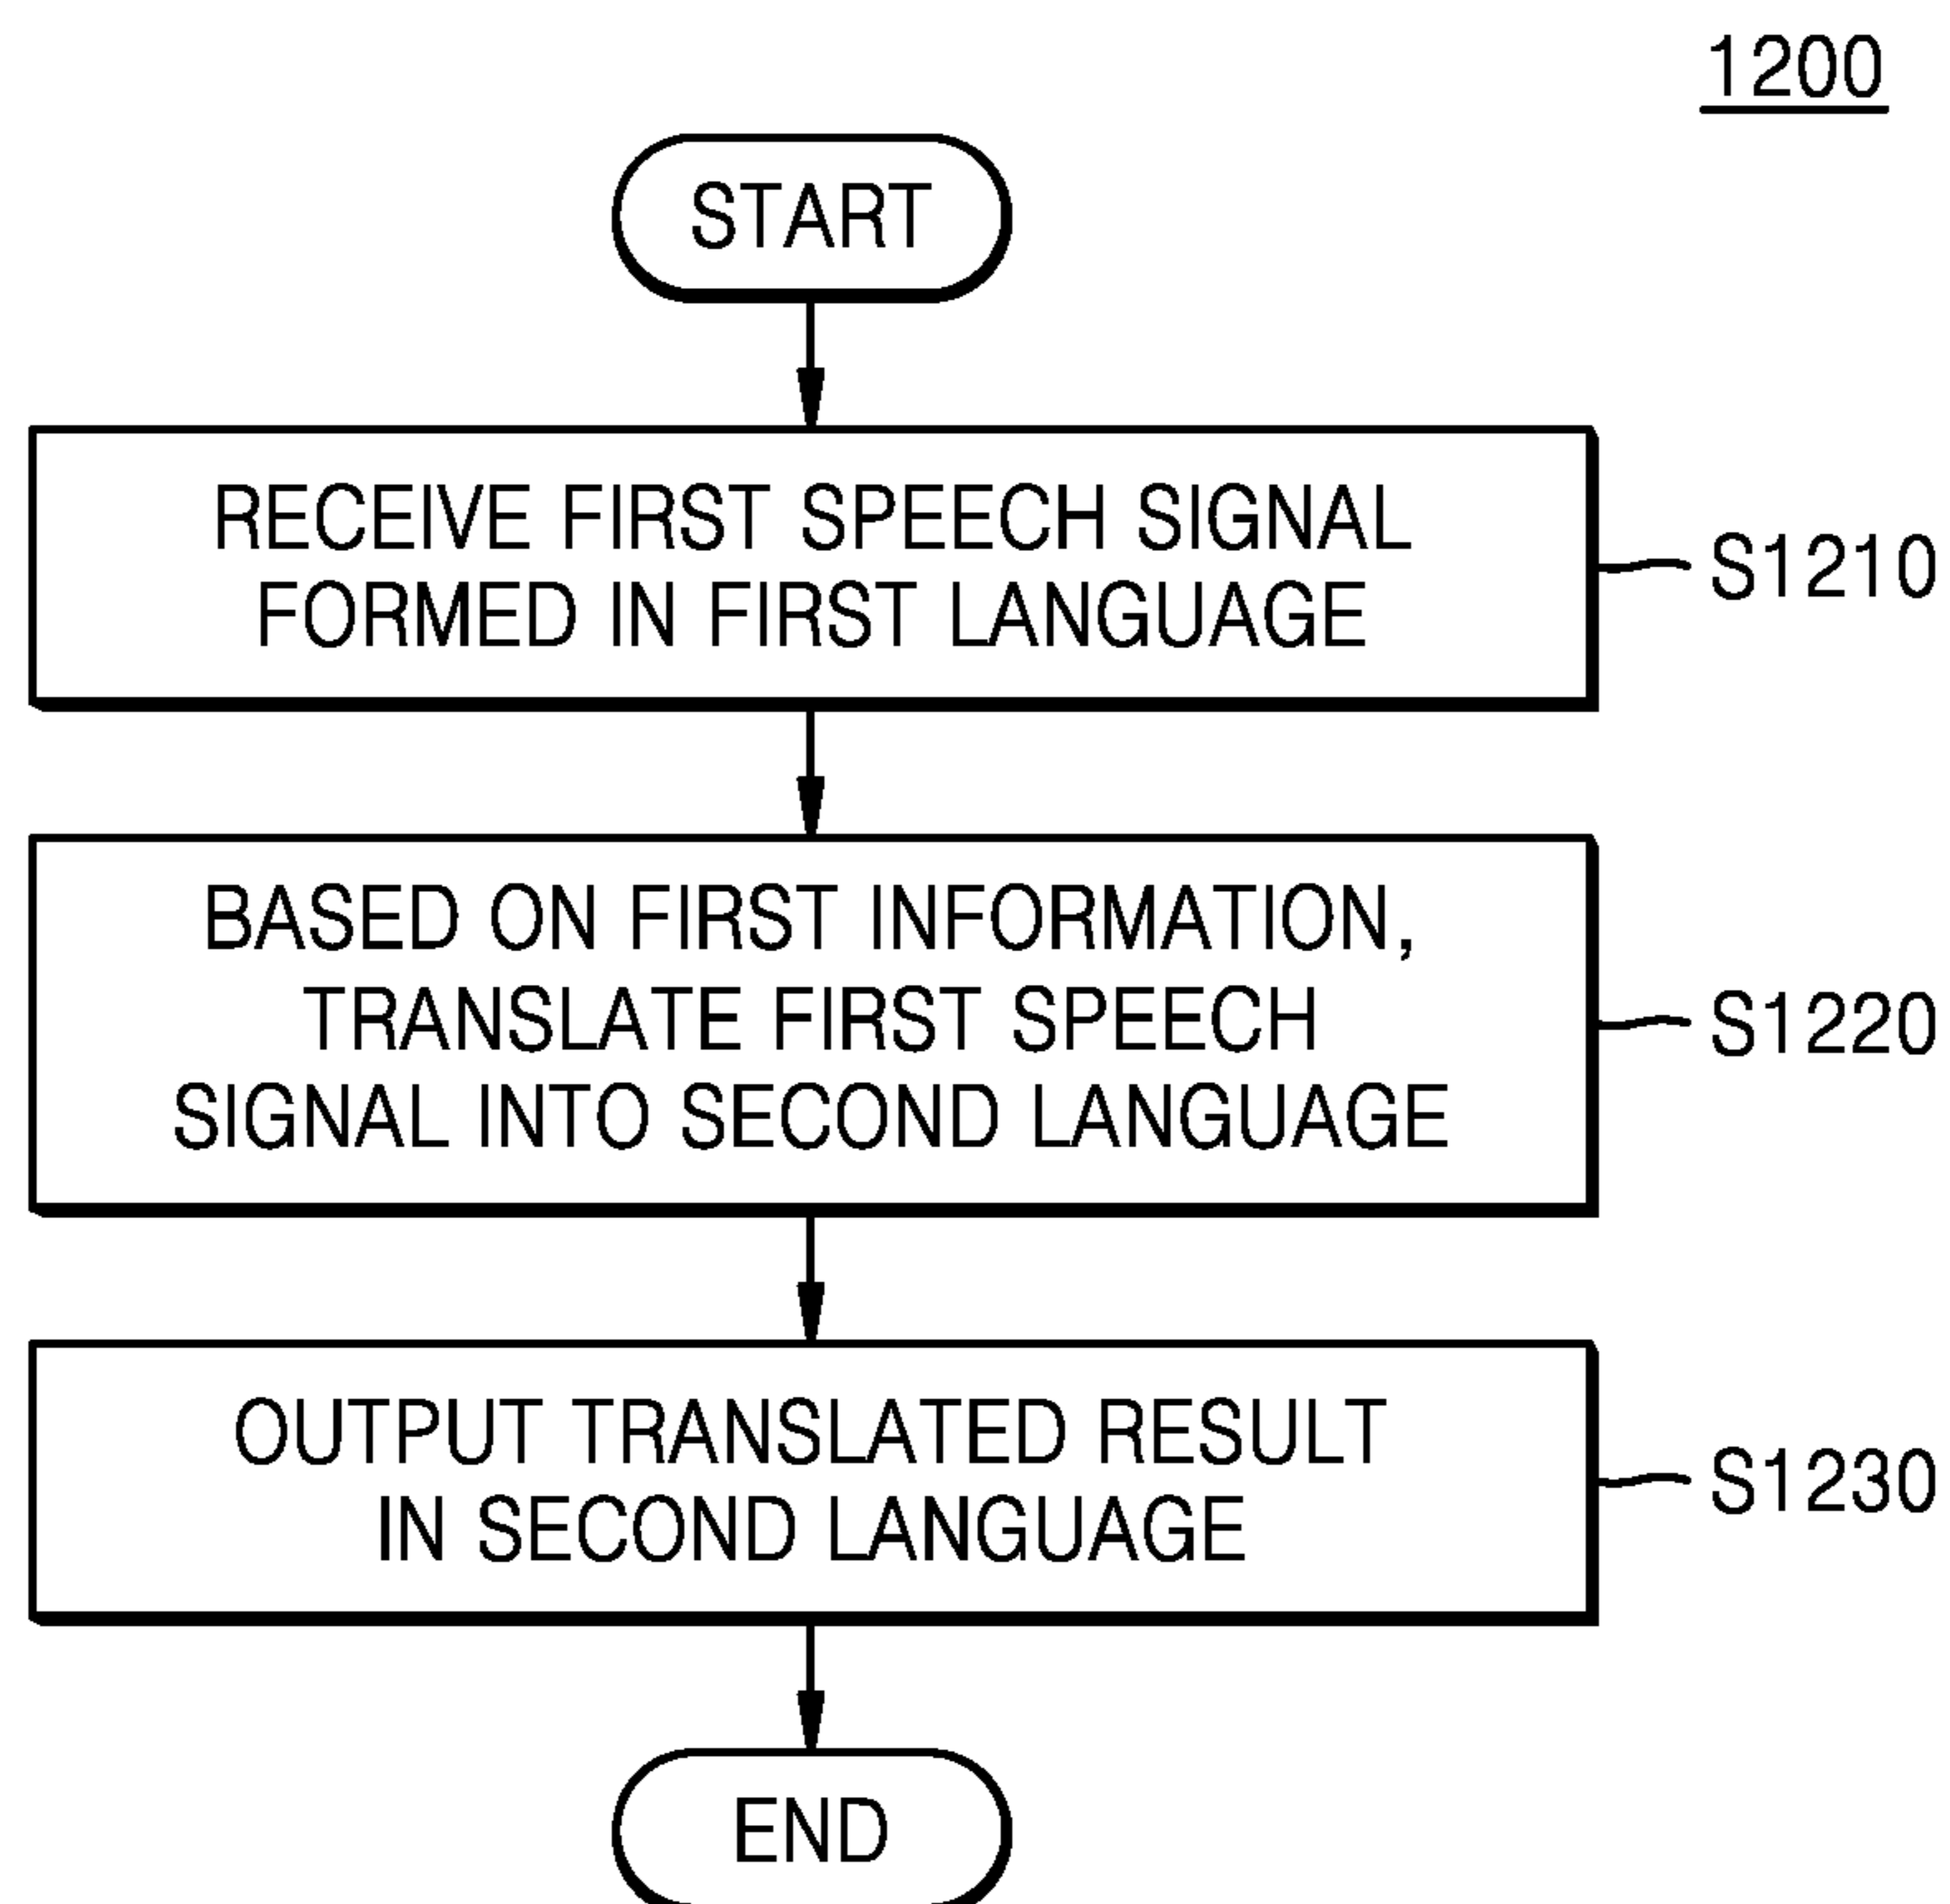 1200
START
RECEIVE FIRST SPEECH SIGNAL
FORMED IN FIRST LANGUAGE
S1210
BASED ON FIRST INFORMATION,
TRANSLATE FIRST SPEECH
SIGNAL INTO SECOND LANGUAGE
S1220
OUTPUT TRANSLATED RESULT
IN SECOND LANGUAGE
S1230
END